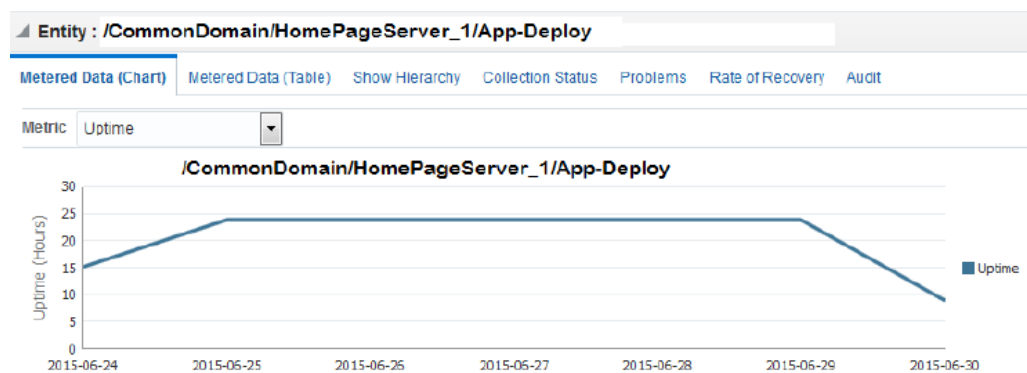 Entity : /CommonDomain/HomePageServer_1/App-Deploy
Metered Data (Chart) Metered Data (Table) Show Hierarchy Collection Status Problems Rate of Recovery Audit
Metric Uptime
/CommonDomain/HomePageServer_1/App-Deploy
Uptime (Hours)
30
25
20
15
10
5
0
Uptime
2015-06-24 2015-06-25 2015-06-26 2015-06-27 2015-06-28 2015-06-29 2015-06-30